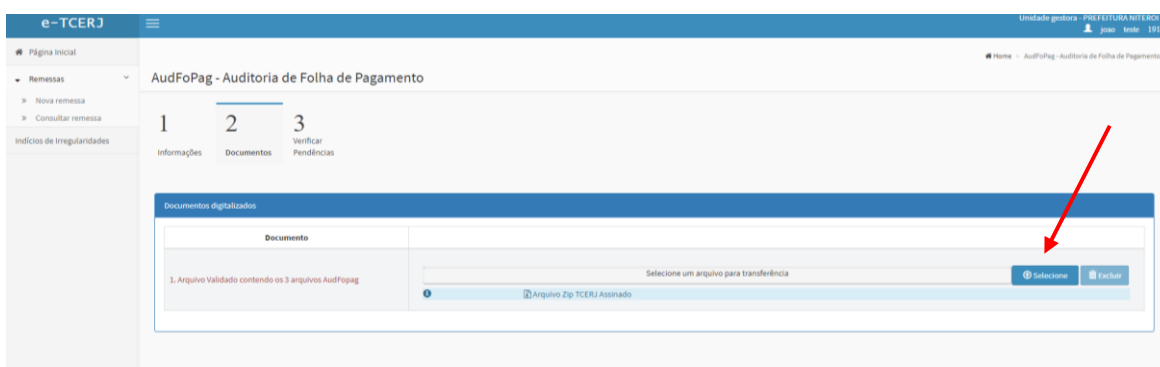 e-TCERJ
Unidade gestora - PREFEITURA NITEROI
joao teste 191
Página Inicial
Remessas
Nova remessa
Consultar remessa
Indícios de Irregularidades
Home > AudFoPag - Auditoria de Folha de Pagamento
AudFoPag - Auditoria de Folha de Pagamento
1
Informações
2
Documentos
3
Verificar
Pendências
Documentos digitalizados
Documento
1. Arquivo Validado contendo os 3 arquivos AudFopag
Selecione um arquivo para transferência
Selecione
Excluir
Arquivo Zip TCERJ Assinado